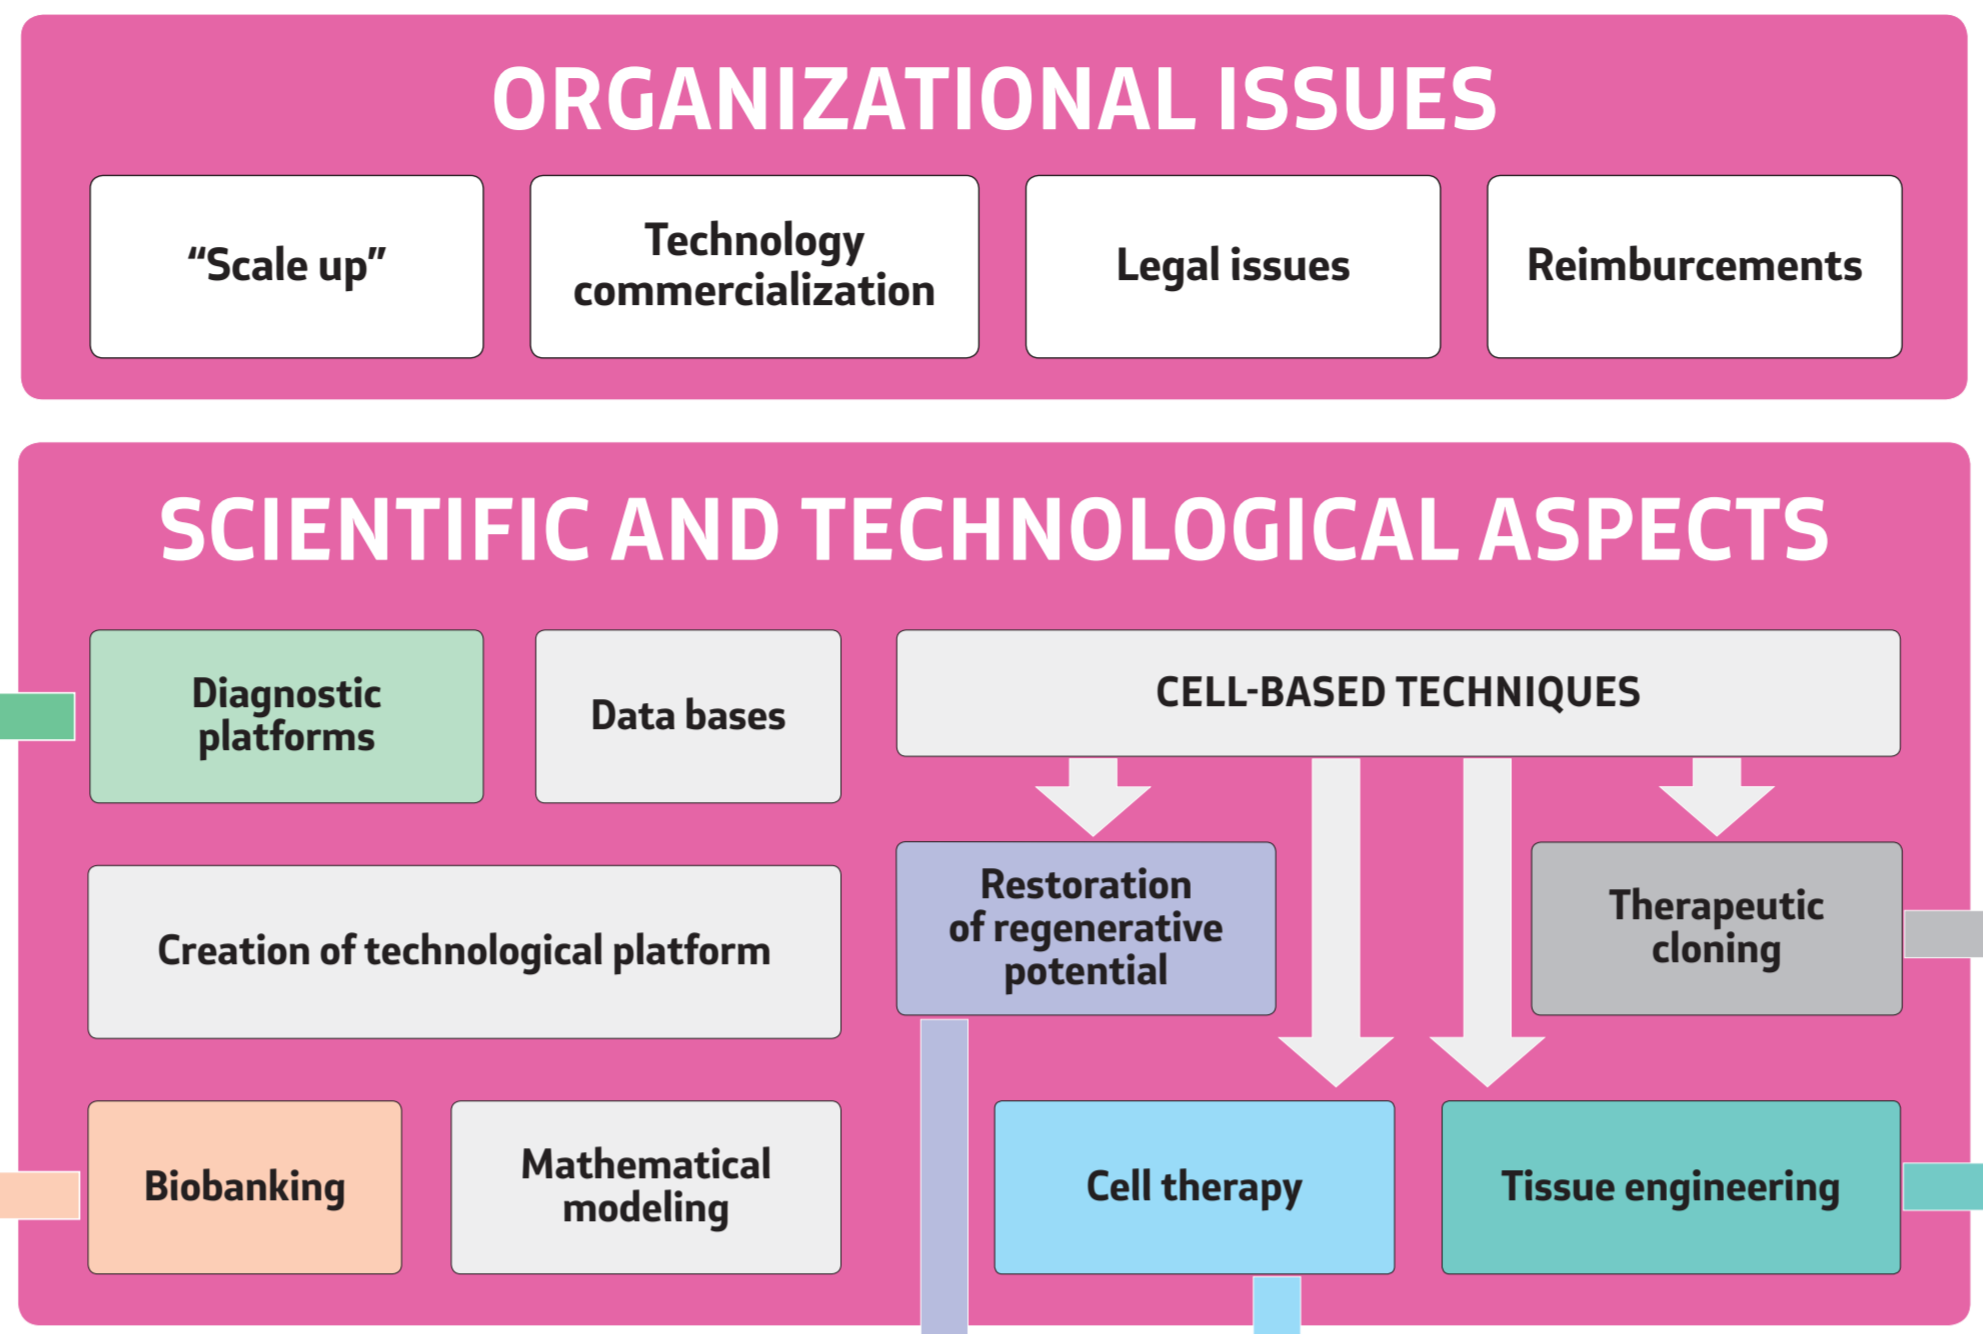 ORGANIZATIONAL ISSUES
“Scale up”
Technology
commercialization
Legal issues
Reimburcements
SCIENTIFIC AND TECHNOLOGICAL ASPECTS
Diagnostic
platforms
Data bases
CELL-BASED TECHNIQUES
Creation of technological platform
Restoration
of regenerative
potential
Therapeutic
cloning
Biobanking
Mathematical
modeling
Cell therapy
Tissue engineering